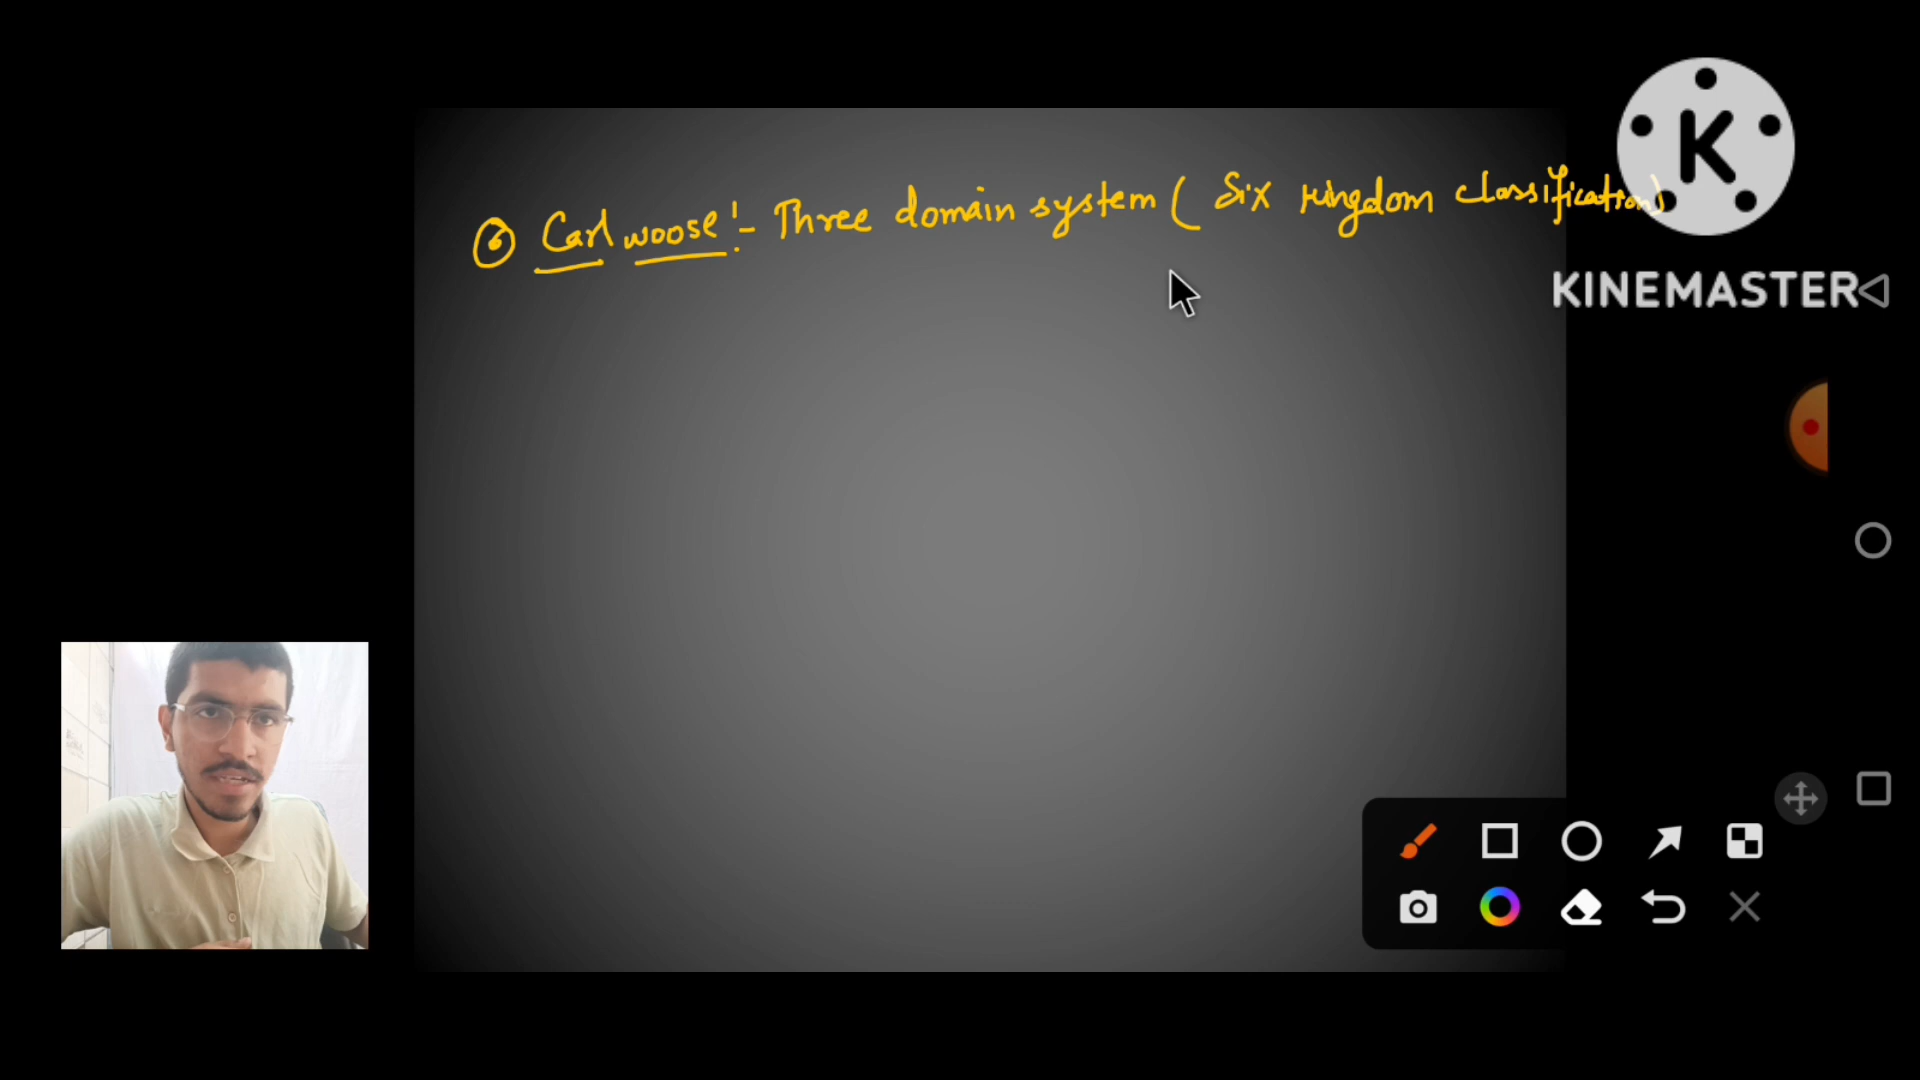 ⑥ Carl woose :- Three domain system ( Six kingdom classification)
K
KINEMASTER